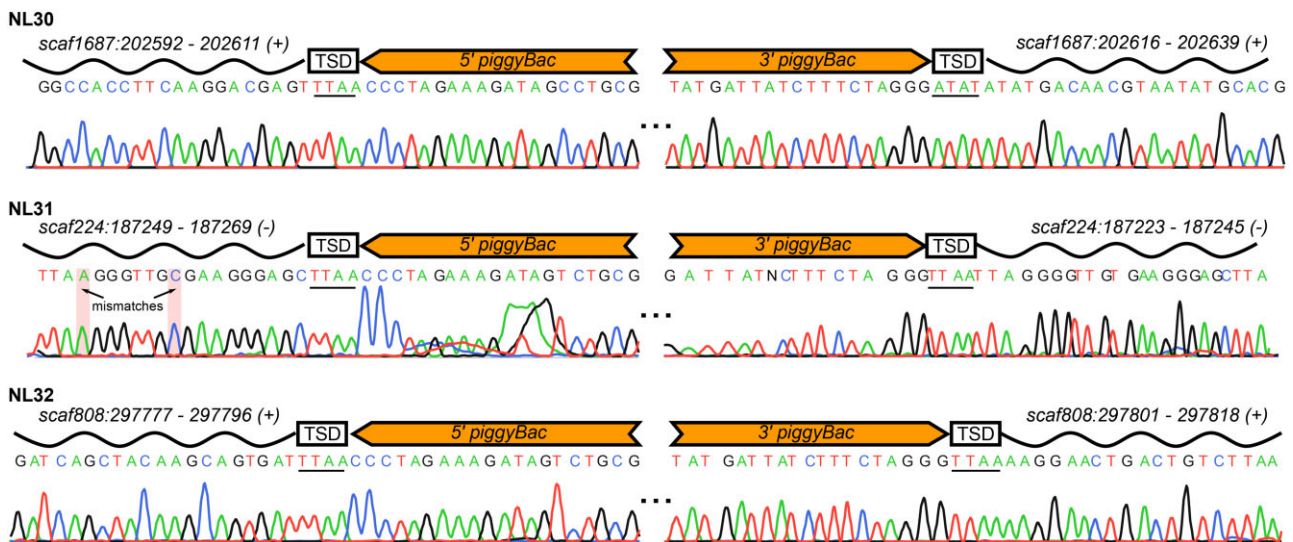 NL30
scaf1687:202592 - 202611 (+) TSD 5' piggyBac 3' piggyBac TSD scaf1687:202616 - 202639 (+)
GGCCACCTTCAAGGACGAGTTTAACCCTAGAAAGATAGCCTGCG TATGATTATCTTTCTAGGGATATATATGACAACGTAATATGCACG
...
NL31
scaf224:187249 - 187269 (-) TSD 5' piggyBac 3' piggyBac TSD scaf224:187223 - 187245 (-)
TTAAGGGTTGCGAAGGGAGCTTAACCCTAGAAAGATAGTCTGCG GATTATNCTTTCTAGGGTTAATTAGGGGTTGTGAAGGGAGCTTA
mismatches
...
NL32
scaf808:297777 - 297796 (+) TSD 5' piggyBac 3' piggyBac TSD scaf808:297801 - 297818 (+)
GATCAGCTACAAGCAGTGATTTAACCCTAGAAAGATAGTCTGCG TATGATTATCTTTCTAGGGTTAAAAGGAACTGACTGTCTTAA
...